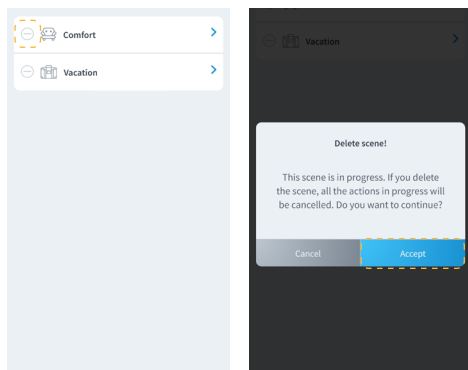 Comfort
Vacation
Vacation
Delete scene!
This scene is in progress. If you delete
the scene, all the actions in progress will
be cancelled. Do you want to continue?
Cancel
Accept